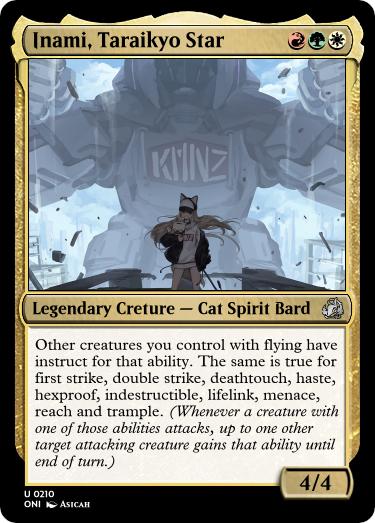 Inami, Taraikyo Star
KMNZ
Legendary Creture — Cat Spirit Bard
Other creatures you control with flying have
instruct for that ability. The same is true for
first strike, double strike, deathtouch, haste,
hexproof, indestructible, lifelink, menace,
reach and trample. (Whenever a creature with
one of those abilities attacks, up to one other
target attacking creature gains that ability until
end of turn.)
4/4
U 0210
ONI Asicah